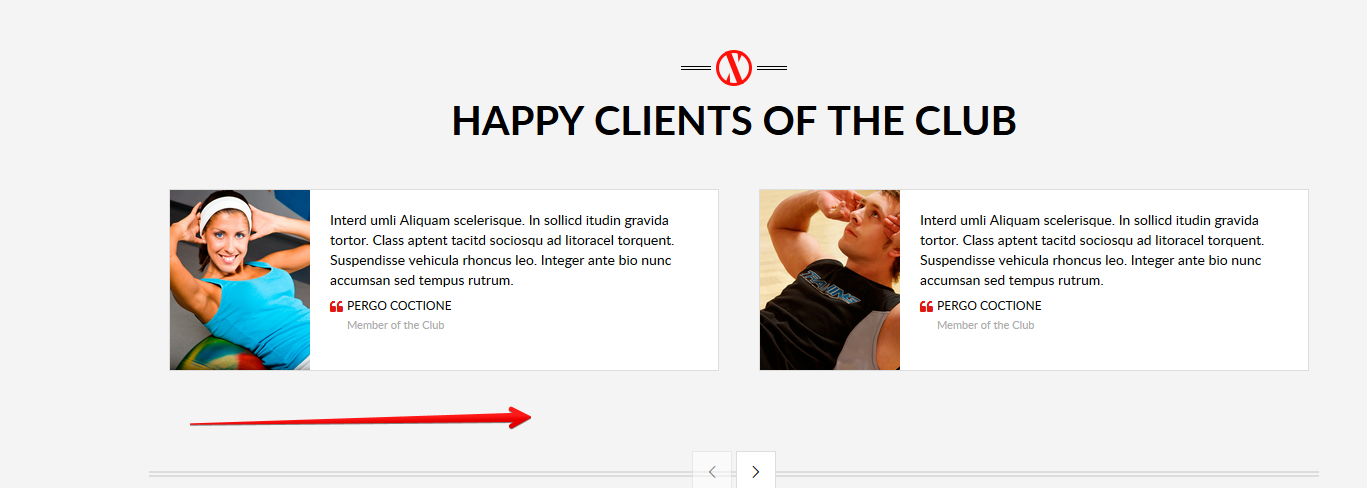 HAPPY CLIENTS OF THE CLUB
Interd umli Aliquam scelerisque. In sollicd itudin gravida
tortor. Class aptent tacitd sociosqu ad litoracel torquent.
Suspendisse vehicula rhoncus leo. Integer ante bio nunc
accumsan sed tempus rutrum.
PERGO COCTIONE
Member of the Club
Interd umli Aliquam scelerisque. In sollicd itudin gravida
tortor. Class aptent tacitd sociosqu ad litoracel torquent.
Suspendisse vehicula rhoncus leo. Integer ante bio nunc
accumsan sed tempus rutrum.
PERGO COCTIONE
Member of the Club